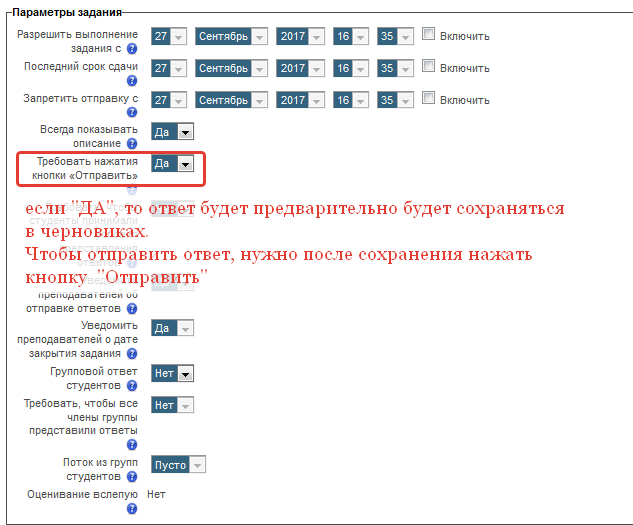 Параметры задания
Разрешить выполнение задания с 27 Сентябрь 2017 16 35 Включить
Последний срок сдачи 27 Сентябрь 2017 16 35 Включить
Запретить отправку с 27 Сентябрь 2017 16 35 Включить
Всегда показывать описание Да
Требовать нажатия кнопки «Отправить» Да
если "ДА", то ответ будет предварительно будет сохраняться
в черновиках.
Чтобы отправить ответ, нужно после сохранения нажать
кнопку "Отправить"
преподавателей об
отправке ответов
Уведомить преподавателей о дате закрытия задания Да
Групповой ответ студентов Нет
Требовать, чтобы все члены группы представили ответы Нет
Поток из групп студентов Пусто
Оценивание вслепую Нет